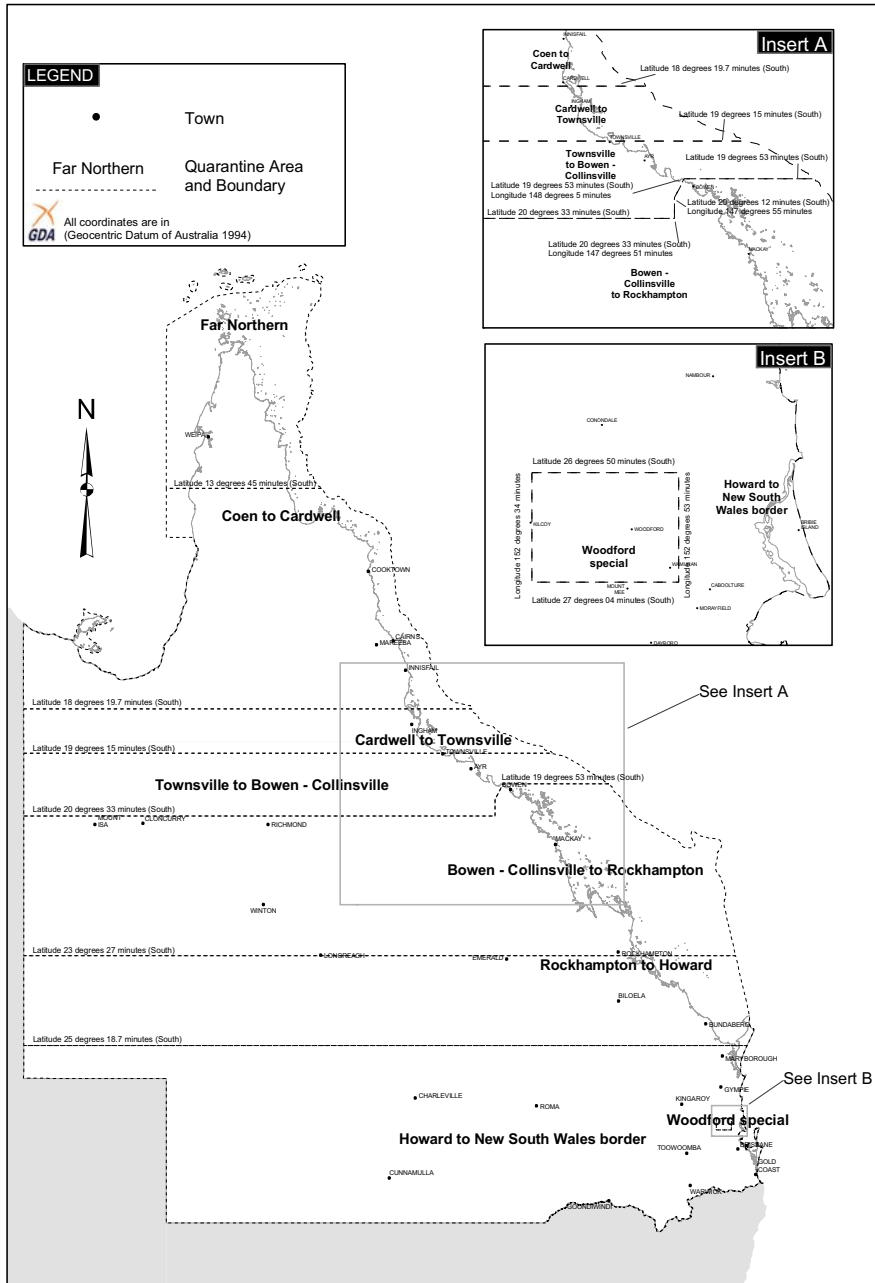 LEGEND
Town
Far Northern
Quarantine Area
and Boundary
GDA
All coordinates are in
(Geocentric Datum of Australia 1994)
Insert A
INNISFAIL
Coen to
Cardwell
Latitude 18 degrees 19.7 minutes (South)
CARDWELL
INGHAM
Cardwell to
Townsville
Latitude 19 degrees 15 minutes (South)
TOWNSVILLE
Townsville
to Bowen -
Collinsville
AYR
Latitude 19 degrees 53 minutes (South)
Latitude 19 degrees 53 minutes (South)
Longitude 148 degrees 5 minutes
BOWEN
Latitude 20 degrees 12 minutes (South)
Longitude 147 degrees 55 minutes
Latitude 20 degrees 33 minutes (South)
Latitude 20 degrees 33 minutes (South)
Longitude 147 degrees 51 minutes
MACKAY
Bowen -
Collinsville
to Rockhampton
Insert B
NAMBOUR
CONONDALE
Latitude 26 degrees 50 minutes (South)
Longitude 152 degrees 34 minutes
Longitude 152 degrees 53 minutes
Howard to
New South
Wales border
KILCOY
WOODFORD
BRIBIE
ISLAND
Woodford
special
WAMURAN
MOUNT
MEE
CABOOLTURE
Latitude 27 degrees 04 minutes (South)
MORAYFIELD
DAYBORO
N
Far Northern
WEIPA
Latitude 13 degrees 45 minutes (South)
Coen to Cardwell
COOKTOWN
CAIRNS
MAREEBA
INNISFAIL
See Insert A
Latitude 18 degrees 19.7 minutes (South)
INGHAM
Cardwell to Townsville
Latitude 19 degrees 15 minutes (South)
TOWNSVILLE
AYR
Townsville to Bowen - Collinsville
Latitude 19 degrees 53 minutes (South)
BOWEN
Latitude 20 degrees 33 minutes (South)
MOUNT
ISA
CLONCURRY
RICHMOND
MACKAY
Bowen - Collinsville to Rockhampton
WINTON
Latitude 23 degrees 27 minutes (South)
LONGREACH
EMERALD
ROCKHAMPTON
Rockhampton to Howard
BILOELA
BUNDABERG
Latitude 25 degrees 18.7 minutes (South)
MARYBOROUGH
GYMPIE
See Insert B
CHARLEVILLE
ROMA
KINGAROY
Woodford special
Howard to New South Wales border
TOOWOOMBA
BRISBANE
GOLD
COAST
CUNNAMULLA
WARWICK
GOONDIWINDI